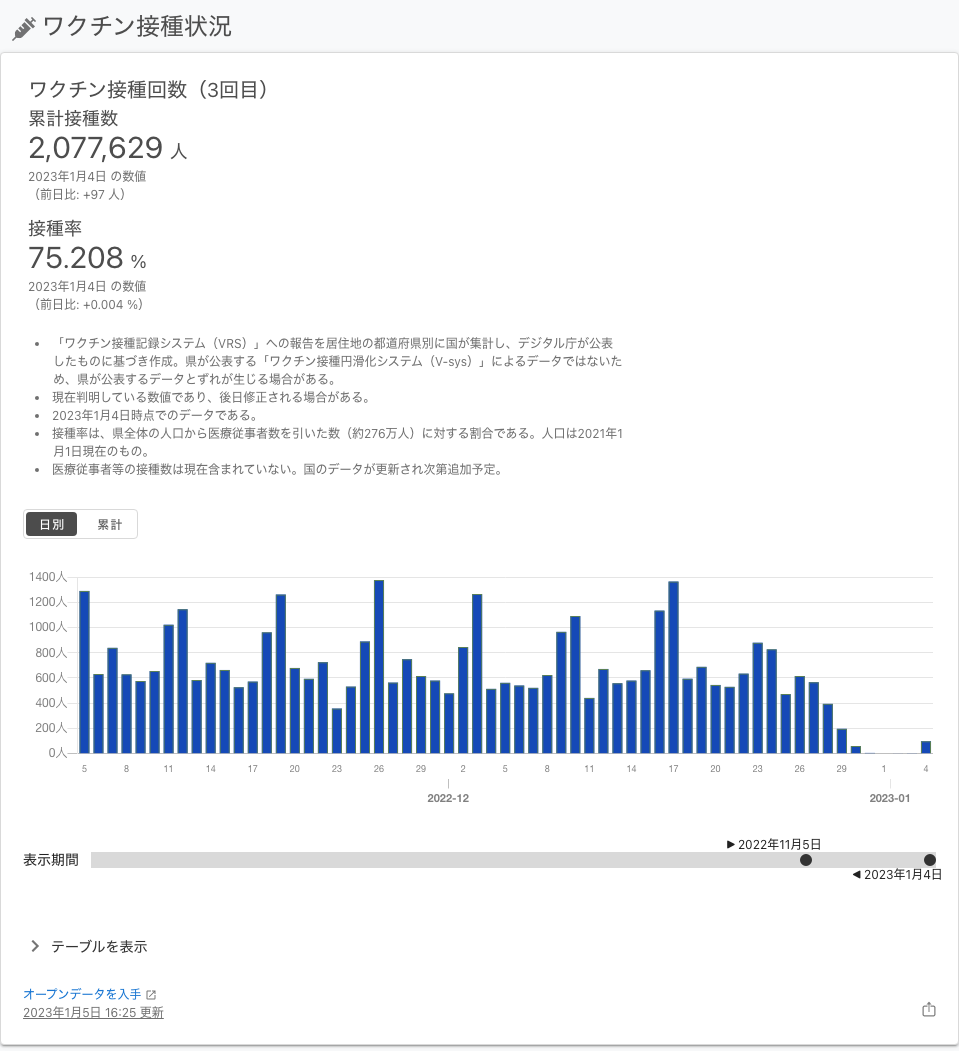 ワクチン接種状況
ワクチン接種回数（3回目）
累計接種数
2,077,629 人
2023年1月4日 の数値
（前日比: +97 人）
接種率
75.208 %
2023年1月4日 の数値
（前日比: +0.004 %）
• 「ワクチン接種記録システム（VRS）」への報告を居住地の都道府県別に国が集計し、デジタル庁が公表
したものに基づき作成。県が公表する「ワクチン接種円滑化システム（V-sys）」によるデータではないた
め、県が公表するデータとずれが生じる場合がある。
• 現在判明している数値であり、後日修正される場合がある。
• 2023年1月4日時点でのデータである。
• 接種率は、県全体の人口から医療従事者数を引いた数（約276万人）に対する割合である。人口は2021年1
月1日現在のもの。
• 医療従事者等の接種数は現在含まれていない。国のデータが更新され次第追加予定。
日別 累計
1400人
1200人
1000人
800人
600人
400人
200人
0人
5 8 11 14 17 20 23 26 29 2 5 8 11 14 17 20 23 26 29 1 4
2022-12 2023-01
▶ 2022年11月5日
表示期間
◀ 2023年1月4日
テーブルを表示
オープンデータを入手
2023年1月5日 16:25 更新